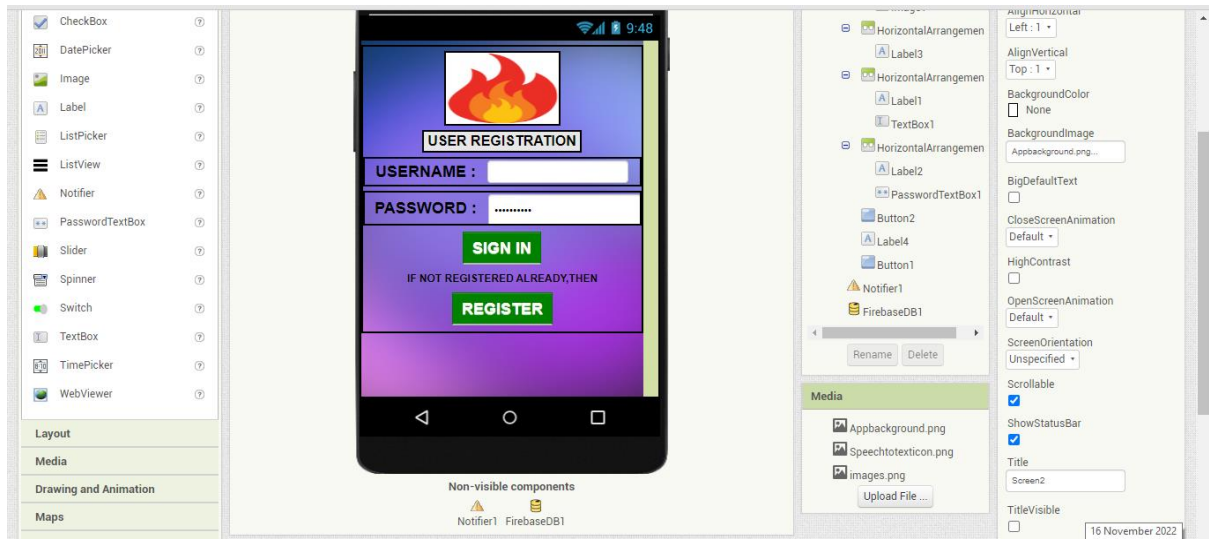 CheckBox
DatePicker
Image
Label
ListPicker
ListView
Notifier
PasswordTextBox
Slider
Spinner
Switch
TextBox
TimePicker
WebViewer
Layout
Media
Drawing and Animation
Maps
9:48
USER REGISTRATION
USERNAME :
PASSWORD : ..........
SIGN IN
IF NOT REGISTERED ALREADY,THEN
REGISTER
Non-visible components
Notifier1 FirebaseDB1
HorizontalArrangemen
Label3
HorizontalArrangemen
Label1
TextBox1
HorizontalArrangemen
Label2
PasswordTextBox1
Button2
Label4
Button1
Notifier1
FirebaseDB1
Rename Delete
Media
Appbackground.png
Speechtotexticon.png
images.png
Upload File ...
AlignHorizontal
Left : 1
AlignVertical
Top : 1
BackgroundColor
None
BackgroundImage
Appbackground.png...
BigDefaultText
CloseScreenAnimation
Default
HighContrast
OpenScreenAnimation
Default
ScreenOrientation
Unspecified
Scrollable
ShowStatusBar
Title
Screen2
TitleVisible
16 November 2022